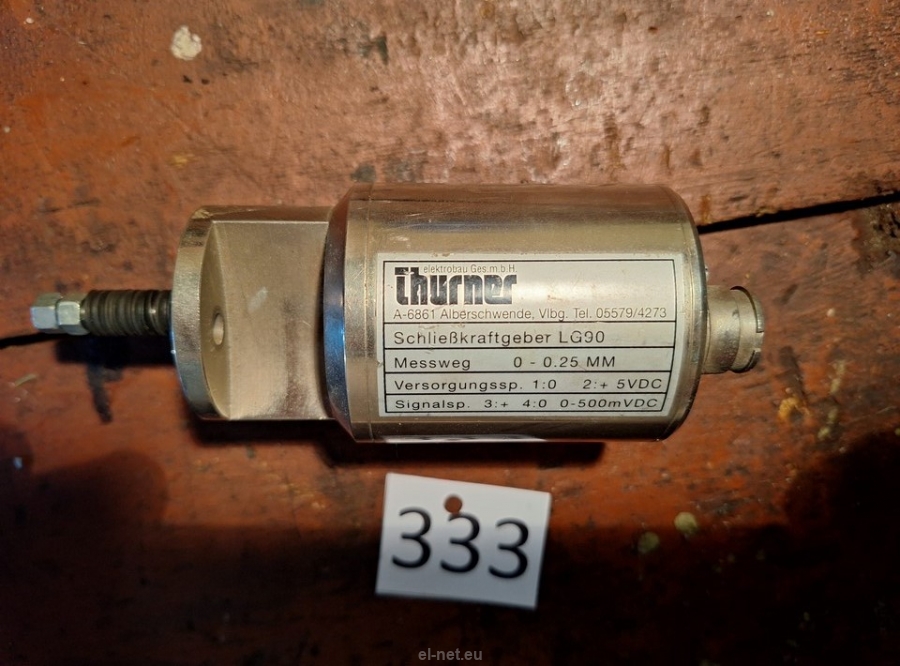 elektrobau Ges.m.b.H.
thurner
A-6861 Alberschwende, Vlbg. Tel. 05579/4273
Schließkraftgeber LG90
Messweg 0 - 0.25 MM
Versorgungssp. 1:0 2:+ 5VDC
Signalsp. 3:+ 4:0 0-500mVDC
333
el-net.eu